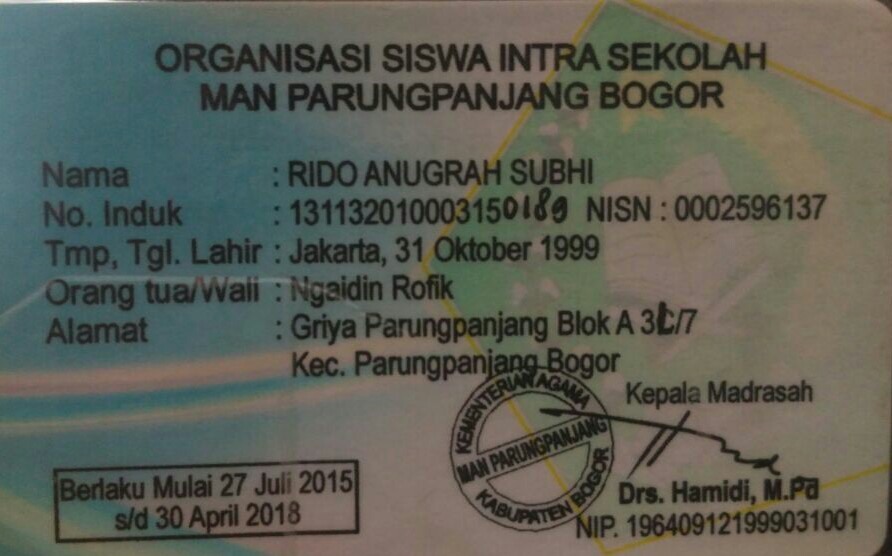 ORGANISASI SISWA INTRA SEKOLAH
MAN PARUNGPANJANG BOGOR
Nama : RIDO ANUGRAH SUBHI
No. Induk : 131132010003150189 NISN : 0002596137
Tmp, Tgl. Lahir : Jakarta, 31 Oktober 1999
Orang tua/Wali : Ngaidin Rofik
Alamat : Griya Parungpanjang Blok A 3L/7
Kec. Parungpanjang Bogor
Kepala Madrasah
KEMENTERIAN AGAMA
MAN PARUNGPANJANG
KABUPATEN BOGOR
Berlaku Mulai 27 Juli 2015
s/d 30 April 2018
Drs. Hamidi, M.Pd
NIP. 196409121999031001